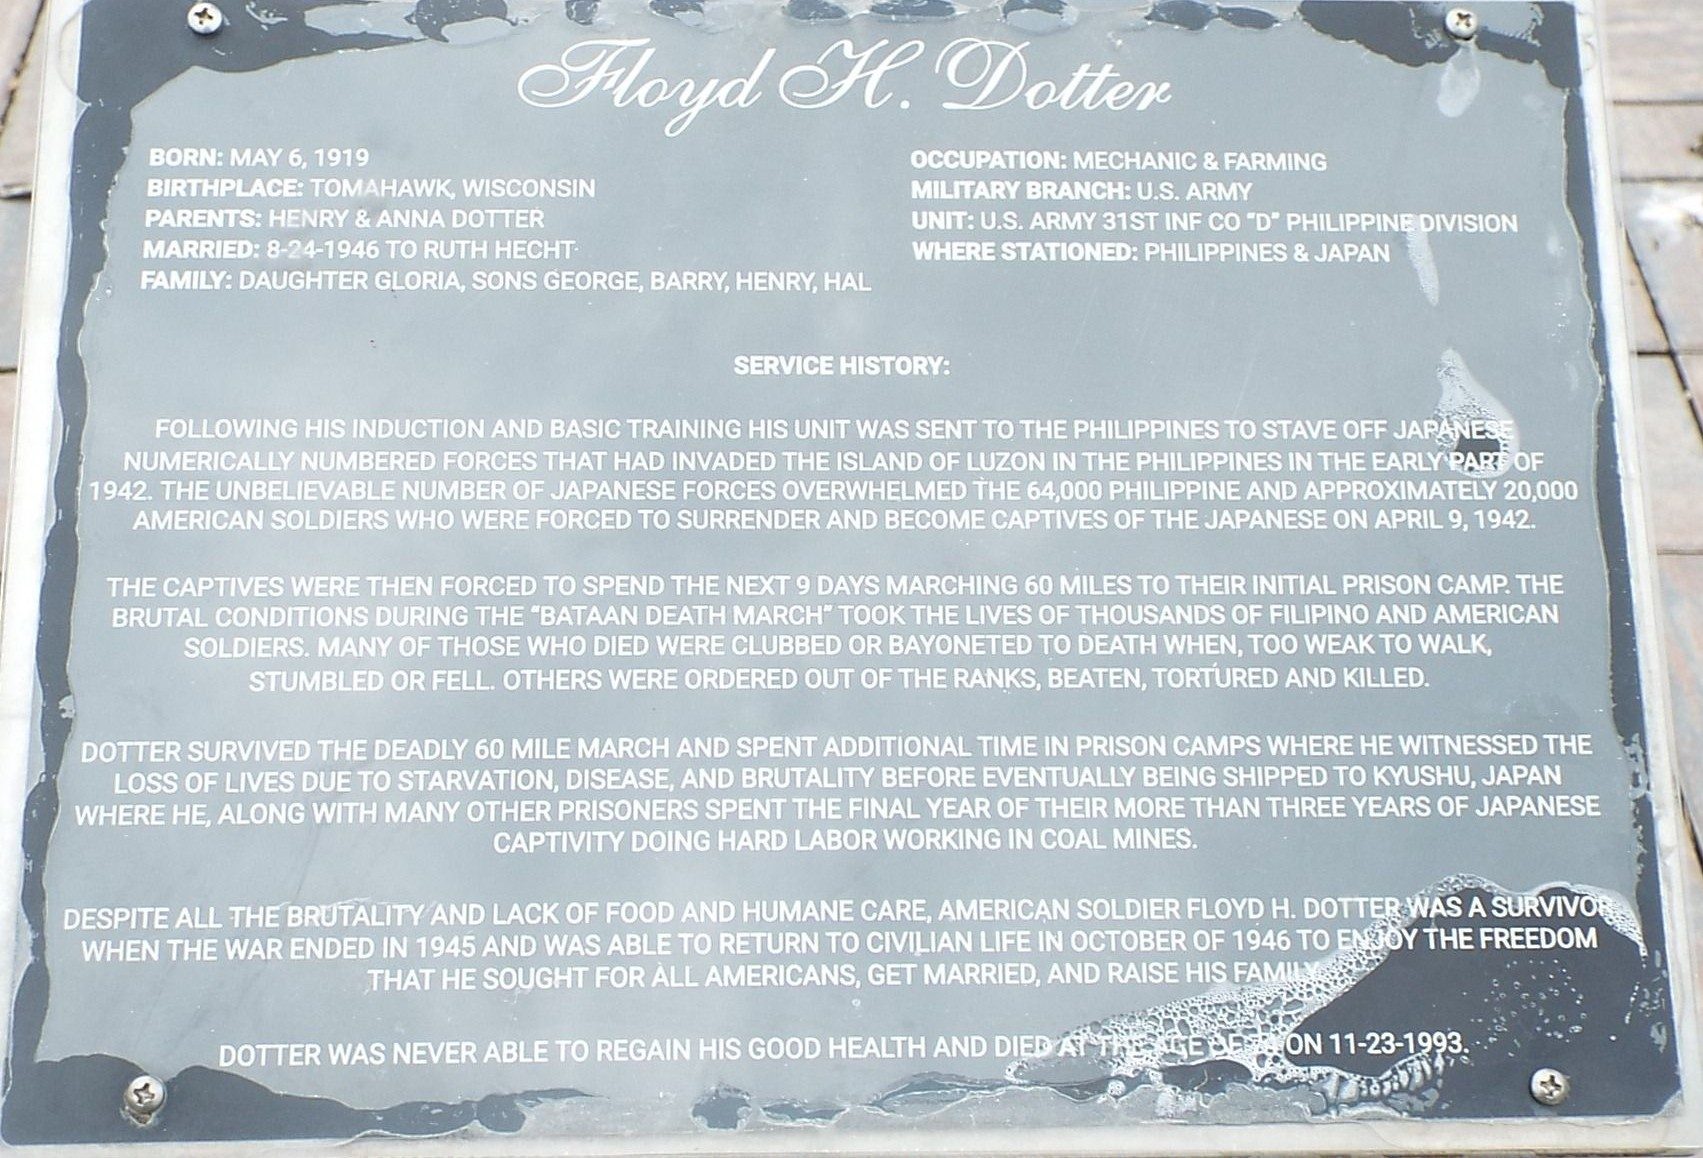 Floyd H. Dotter
BORN: MAY 6, 1919
BIRTHPLACE: TOMAHAWK, WISCONSIN
PARENTS: HENRY & ANNA DOTTER
MARRIED: 8-24-1946 TO RUTH HECHT
FAMILY: DAUGHTER GLORIA, SONS GEORGE, BARRY, HENRY, HAL
OCCUPATION: MECHANIC & FARMING
MILITARY BRANCH: U.S. ARMY
UNIT: U.S. ARMY 31ST INF CO "D" PHILIPPINE DIVISION
WHERE STATIONED: PHILIPPINES & JAPAN
SERVICE HISTORY:
FOLLOWING HIS INDUCTION AND BASIC TRAINING HIS UNIT WAS SENT TO THE PHILIPPINES TO STAVE OFF JAPANESE
NUMERICALLY NUMBERED FORCES THAT HAD INVADED THE ISLAND OF LUZON IN THE PHILIPPINES IN THE EARLY PART OF
1942. THE UNBELIEVABLE NUMBER OF JAPANESE FORCES OVERWHELMED THE 64,000 PHILIPPINE AND APPROXIMATELY 20,000
AMERICAN SOLDIERS WHO WERE FORCED TO SURRENDER AND BECOME CAPTIVES OF THE JAPANESE ON APRIL 9, 1942.
THE CAPTIVES WERE THEN FORCED TO SPEND THE NEXT 9 DAYS MARCHING 60 MILES TO THEIR INITIAL PRISON CAMP. THE
BRUTAL CONDITIONS DURING THE "BATAAN DEATH MARCH" TOOK THE LIVES OF THOUSANDS OF FILIPINO AND AMERICAN
SOLDIERS. MANY OF THOSE WHO DIED WERE CLUBBED OR BAYONETED TO DEATH WHEN, TOO WEAK TO WALK,
STUMBLED OR FELL. OTHERS WERE ORDERED OUT OF THE RANKS, BEATEN, TORTURED AND KILLED.
DOTTER SURVIVED THE DEADLY 60 MILE MARCH AND SPENT ADDITIONAL TIME IN PRISON CAMPS WHERE HE WITNESSED THE
LOSS OF LIVES DUE TO STARVATION, DISEASE, AND BRUTALITY BEFORE EVENTUALLY BEING SHIPPED TO KYUSHU, JAPAN
WHERE HE, ALONG WITH MANY OTHER PRISONERS SPENT THE FINAL YEAR OF THEIR MORE THAN THREE YEARS OF JAPANESE
CAPTIVITY DOING HARD LABOR WORKING IN COAL MINES.
DESPITE ALL THE BRUTALITY AND LACK OF FOOD AND HUMANE CARE, AMERICAN SOLDIER FLOYD H. DOTTER WAS A SURVIVOR
WHEN THE WAR ENDED IN 1945 AND WAS ABLE TO RETURN TO CIVILIAN LIFE IN OCTOBER OF 1946 TO ENJOY THE FREEDOM
THAT HE SOUGHT FOR ALL AMERICANS, GET MARRIED, AND RAISE HIS FAMILY
DOTTER WAS NEVER ABLE TO REGAIN HIS GOOD HEALTH AND DIED AT THE AGE OF ON 11-23-1993.